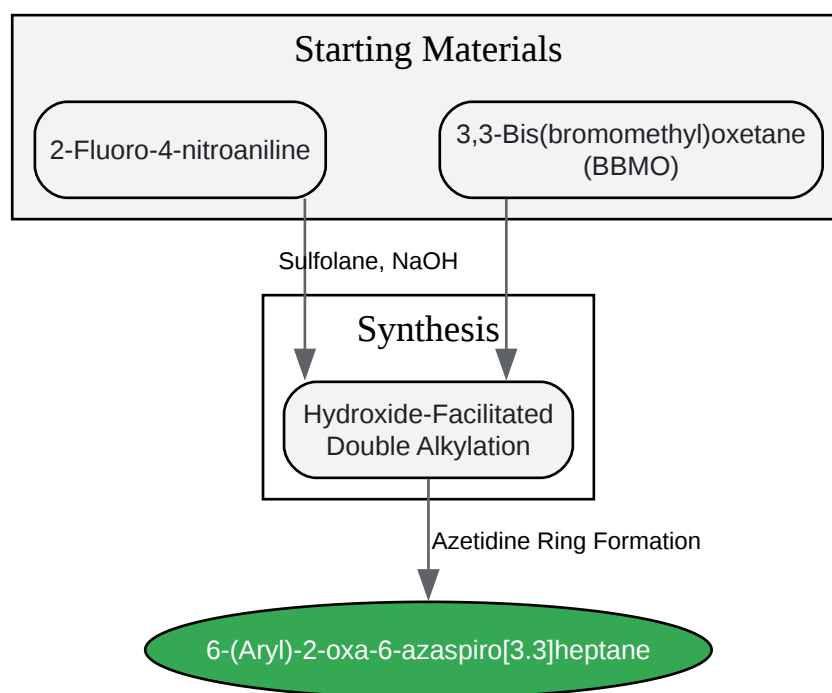 Starting Materials
2-Fluoro-4-nitroaniline
3,3-Bis(bromomethyl)oxetane
(BBMO)
Sulfolane, NaOH
Synthesis
Hydroxide-Facilitated
Double Alkylation
Azetidine Ring Formation
6-(Aryl)-2-oxa-6-azaspiro[3.3]heptane